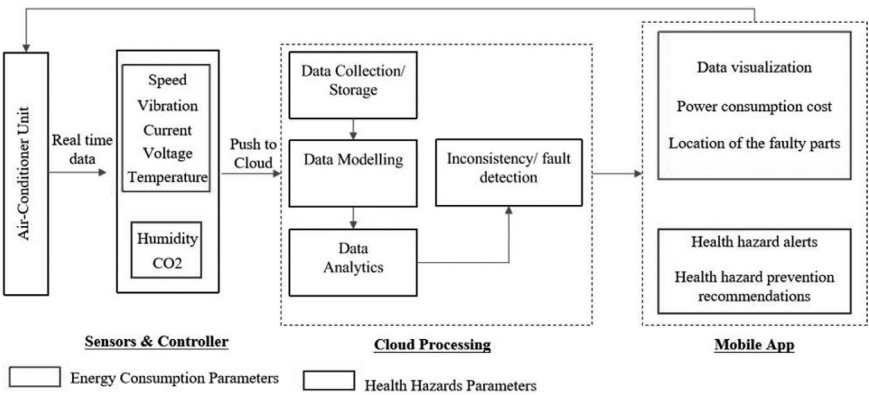 Air-Conditioner Unit
Real time
data
Speed
Vibration
Current
Voltage
Temperature
Humidity
CO2
Sensors & Controller
Push to
Cloud
Data Collection/
Storage
Data Modelling
Data
Analytics
Inconsistency/ fault
detection
Cloud Processing
Data visualization
Power consumption cost
Location of the faulty parts
Health hazard alerts
Health hazard prevention
recommendations
Mobile App
Energy Consumption Parameters
Health Hazards Parameters